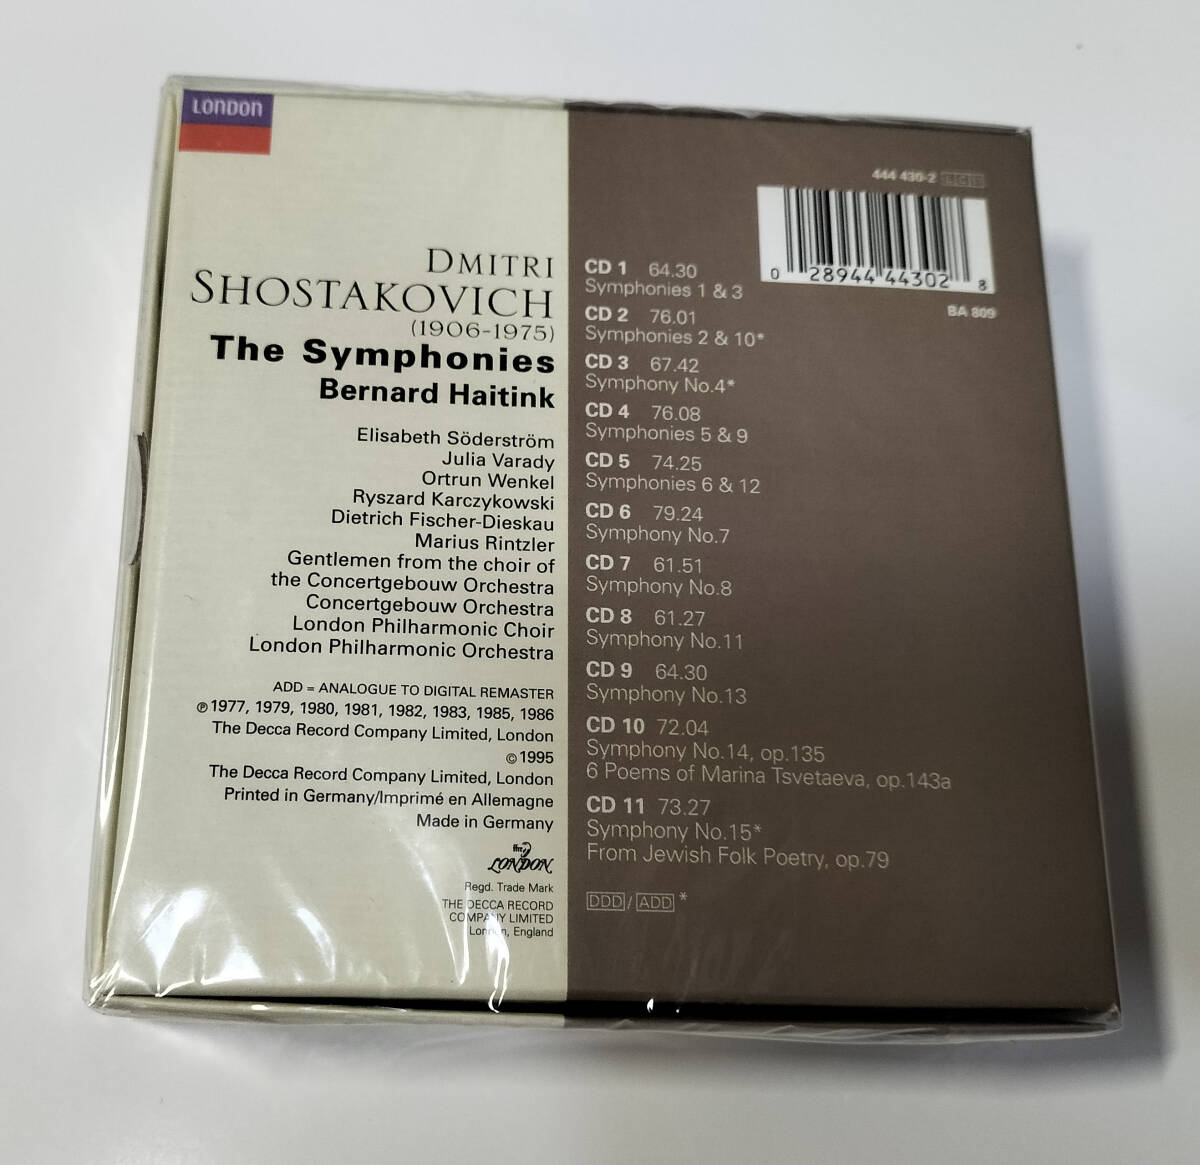 LONDON
DMITRI
SHOSTAKOVICH
(1906-1975)
The Symphonies
Bernard Haitink
Elisabeth Söderström
Julia Varady
Ortrun Wenkel
Ryszard Karczykowski
Dietrich Fischer-Dieskau
Marius Rintzler
Gentlemen from the choir of
the Concertgebouw Orchestra
Concertgebouw Orchestra
London Philharmonic Choir
London Philharmonic Orchestra
ADD = ANALOGUE TO DIGITAL REMASTER
℗ 1977, 1979, 1980, 1981, 1982, 1983, 1985, 1986
The Decca Record Company Limited, London
© 1995
The Decca Record Company Limited, London
Printed in Germany/Imprimé en Allemagne
Made in Germany
ffrr
LONDON
Regd. Trade Mark
THE DECCA RECORD
COMPANY LIMITED
London, England
444 430-2
0 28944 44302 8
BA 809
CD 1 64.30
Symphonies 1 & 3
CD 2 76.01
Symphonies 2 & 10*
CD 3 67.42
Symphony No.4*
CD 4 76.08
Symphonies 5 & 9
CD 5 74.25
Symphonies 6 & 12
CD 6 79.24
Symphony No.7
CD 7 61.51
Symphony No.8
CD 8 61.27
Symphony No.11
CD 9 64.30
Symphony No.13
CD 10 72.04
Symphony No.14, op.135
6 Poems of Marina Tsvetaeva, op.143a
CD 11 73.27
Symphony No.15*
From Jewish Folk Poetry, op.79
DDD / ADD *